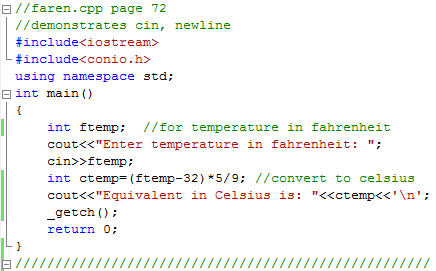 //faren.cpp page 72
//demonstrates cin, newline
#include<iostream>
#include<conio.h>
using namespace std;
int main()
{
int ftemp;  //for temperature in fahrenheit
cout<<"Enter temperature in fahrenheit: ";
cin>>ftemp;
int ctemp=(ftemp-32)*5/9; //convert to celsius
cout<<"Equivalent in Celsius is: "<<ctemp<<'\n';
_getch();
return 0;
}
////////////////////////////////////////////////////